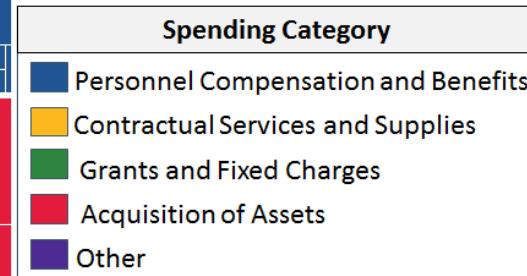 Spending Category
Personnel Compensation and Benefits
Contractual Services and Supplies
Grants and Fixed Charges
Acquisition of Assets
Other